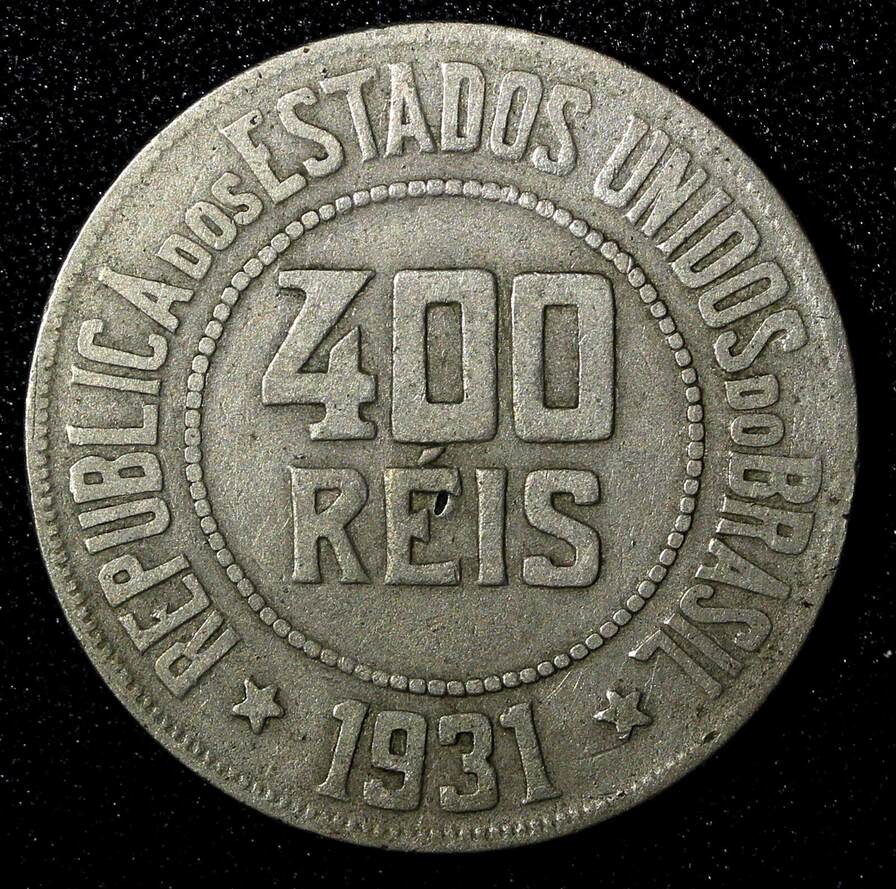 REPUBLICA DOS ESTADOS UNIDOS DO BRASIL
400
RÉIS
1931